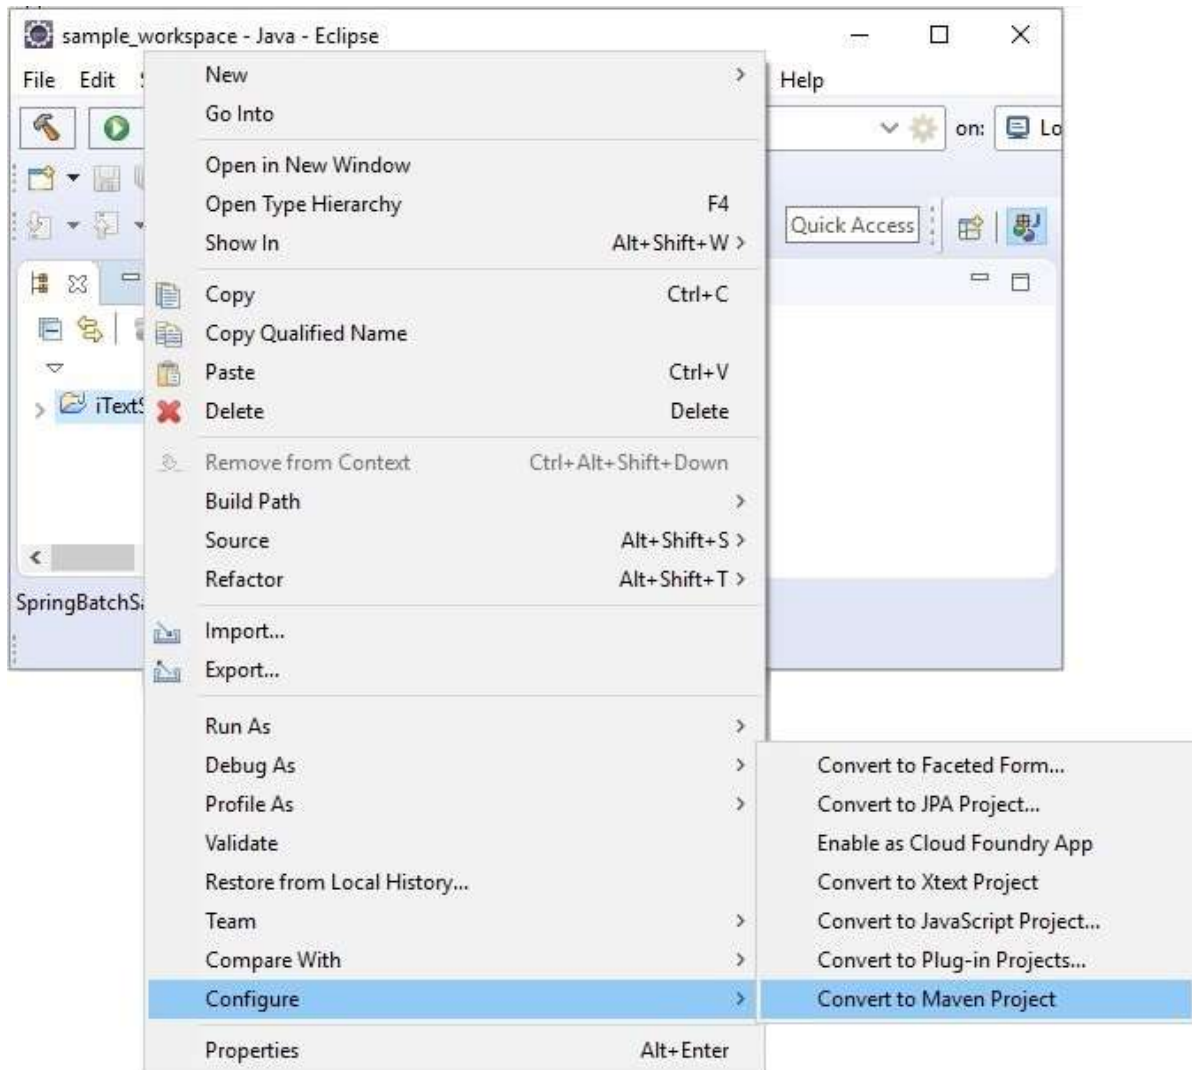 sample_workspace - Java - Eclipse
File Edit Help
on: Lo
Quick Access
iTextS
SpringBatchSa
New
Go Into
Open in New Window
Open Type Hierarchy F4
Show In Alt+Shift+W >
Copy Ctrl+C
Copy Qualified Name
Paste Ctrl+V
Delete Delete
Remove from Context Ctrl+Alt+Shift+Down
Build Path
Source Alt+Shift+S >
Refactor Alt+Shift+T >
Import...
Export...
Run As
Debug As
Profile As
Validate
Restore from Local History...
Team
Compare With
Configure
Properties Alt+Enter
Convert to Faceted Form...
Convert to JPA Project...
Enable as Cloud Foundry App
Convert to Xtext Project
Convert to JavaScript Project...
Convert to Plug-in Projects...
Convert to Maven Project